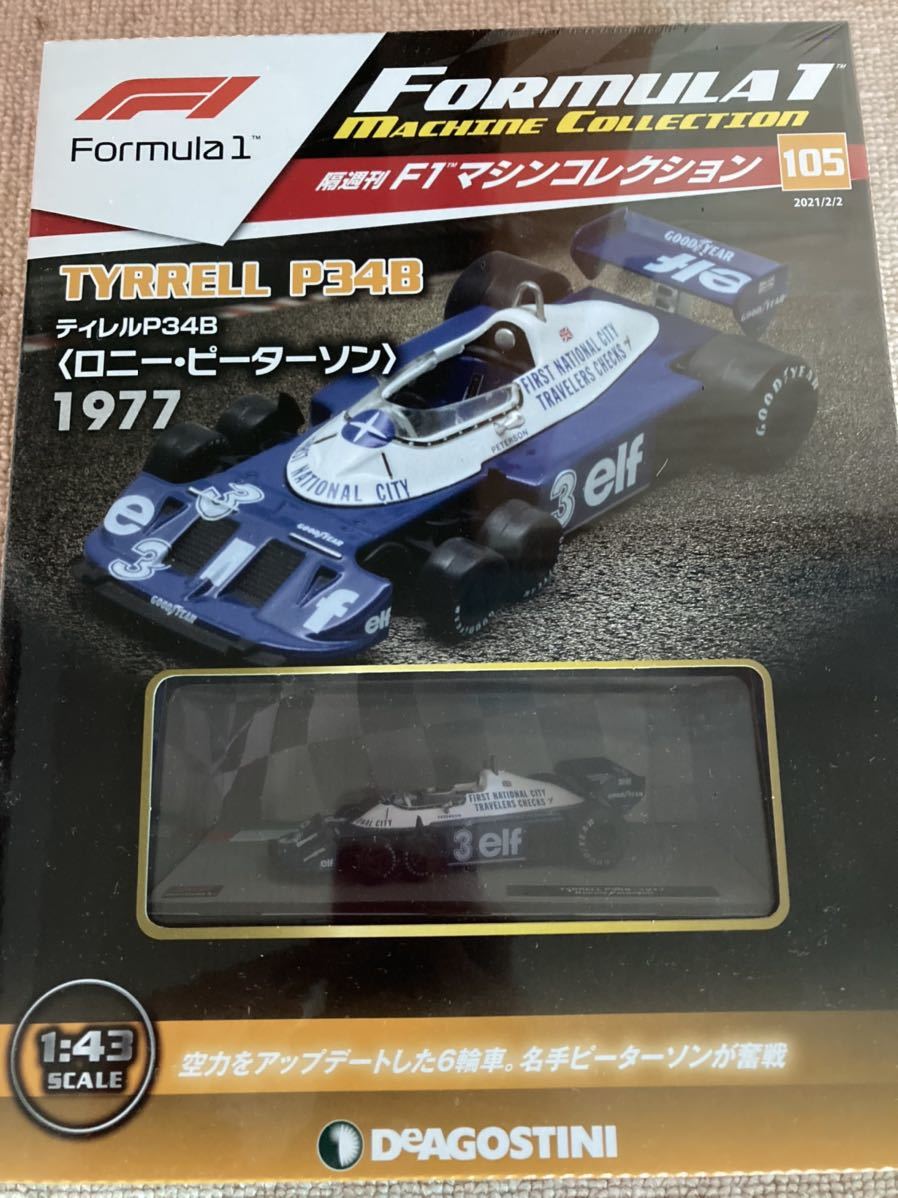 Formula 1™
FORMULA 1™
MACHINE COLLECTION
隔週刊 F1™マシンコレクション
105
2021/2/2
TYRRELL P34B
ティレルP34B
〈ロニー・ピーターソン〉
1977
GOODYEAR
elf
FIRST NATIONAL CITY
TRAVELERS CHECKS
GOODYEAR
PETERSON
NATIONAL CITY
3 elf
e
3
3
GOODYEAR
GOODYEAR
f
elf
FIRST NATIONAL CITY
TRAVELERS CHECKS
NAL CITY
3 elf
elf
GOODYEAR
1:43
SCALE
空力をアップデートした6輪車。名手ピーターソンが奮戦
DEAGOSTINI